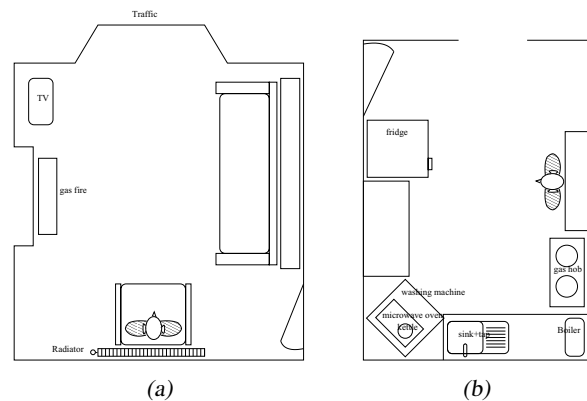 Traffic
TV
gas fire
Radiator
(a)
fridge
gas hob
washing machine
microwave oven
kettle
sink+tap
Boiler
(b)